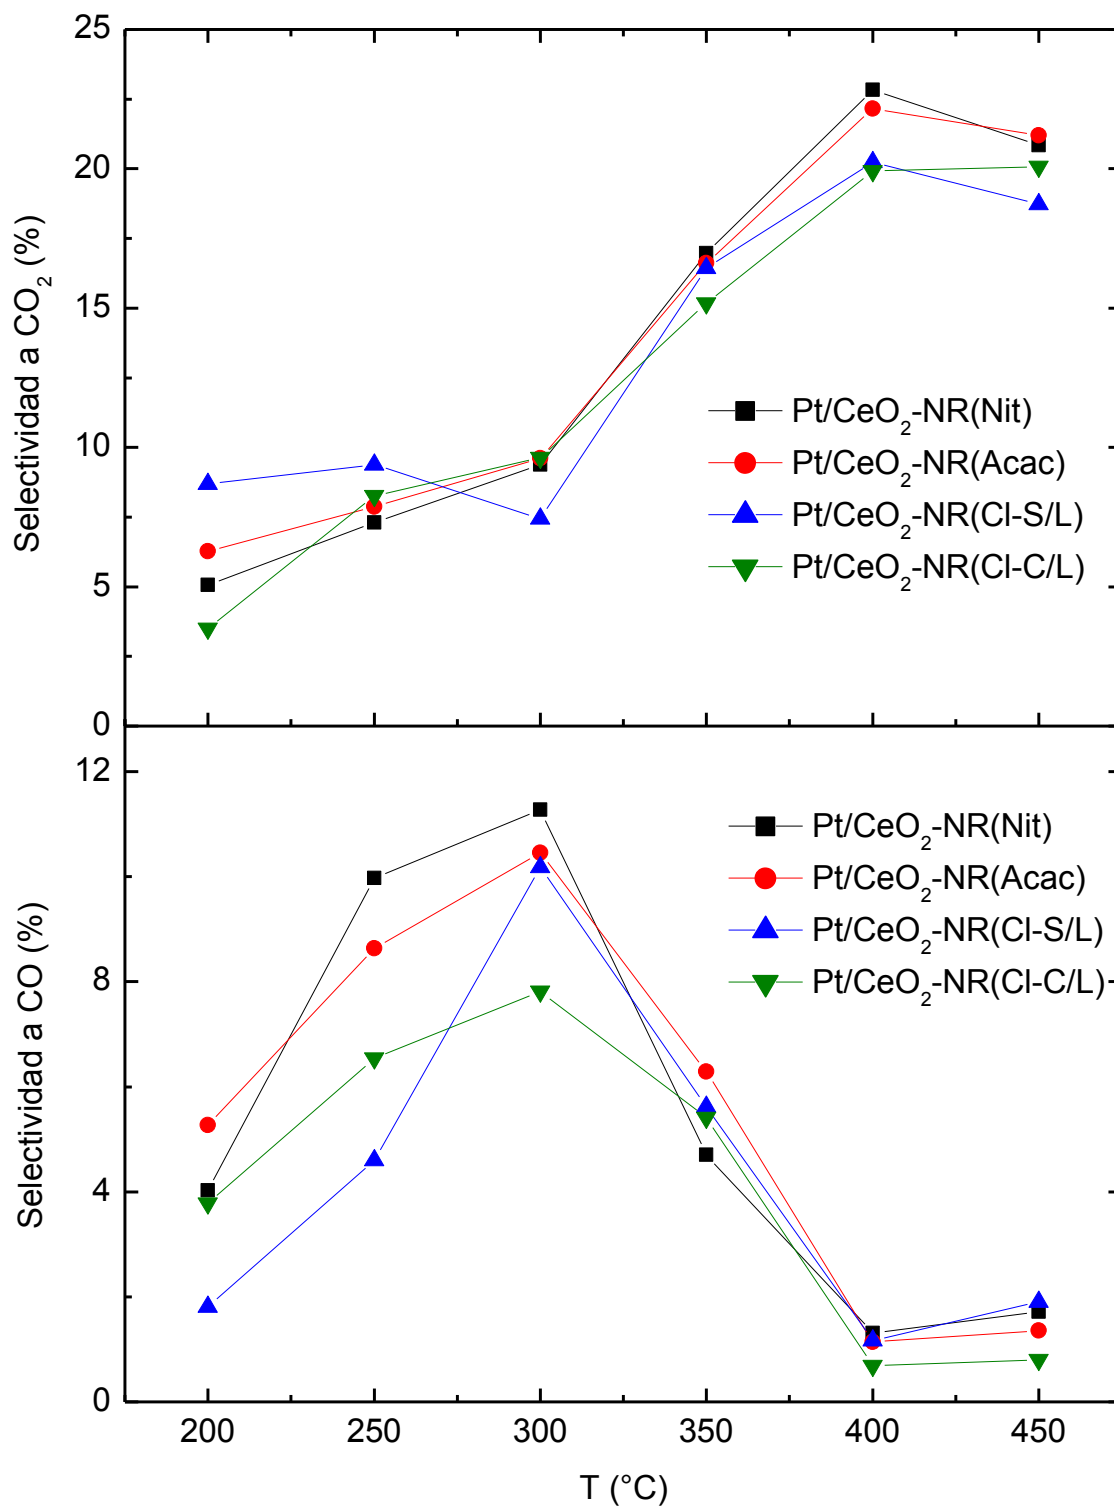 25
20
15
10
5
0
Selectividad a CO₂ (%)
Pt/CeO₂-NR(Nit)
Pt/CeO₂-NR(Acac)
Pt/CeO₂-NR(Cl-S/L)
Pt/CeO₂-NR(Cl-C/L)
12
8
4
0
Selectividad a CO (%)
Pt/CeO₂-NR(Nit)
Pt/CeO₂-NR(Acac)
Pt/CeO₂-NR(Cl-S/L)
Pt/CeO₂-NR(Cl-C/L)
200 250 300 350 400 450
T (°C)